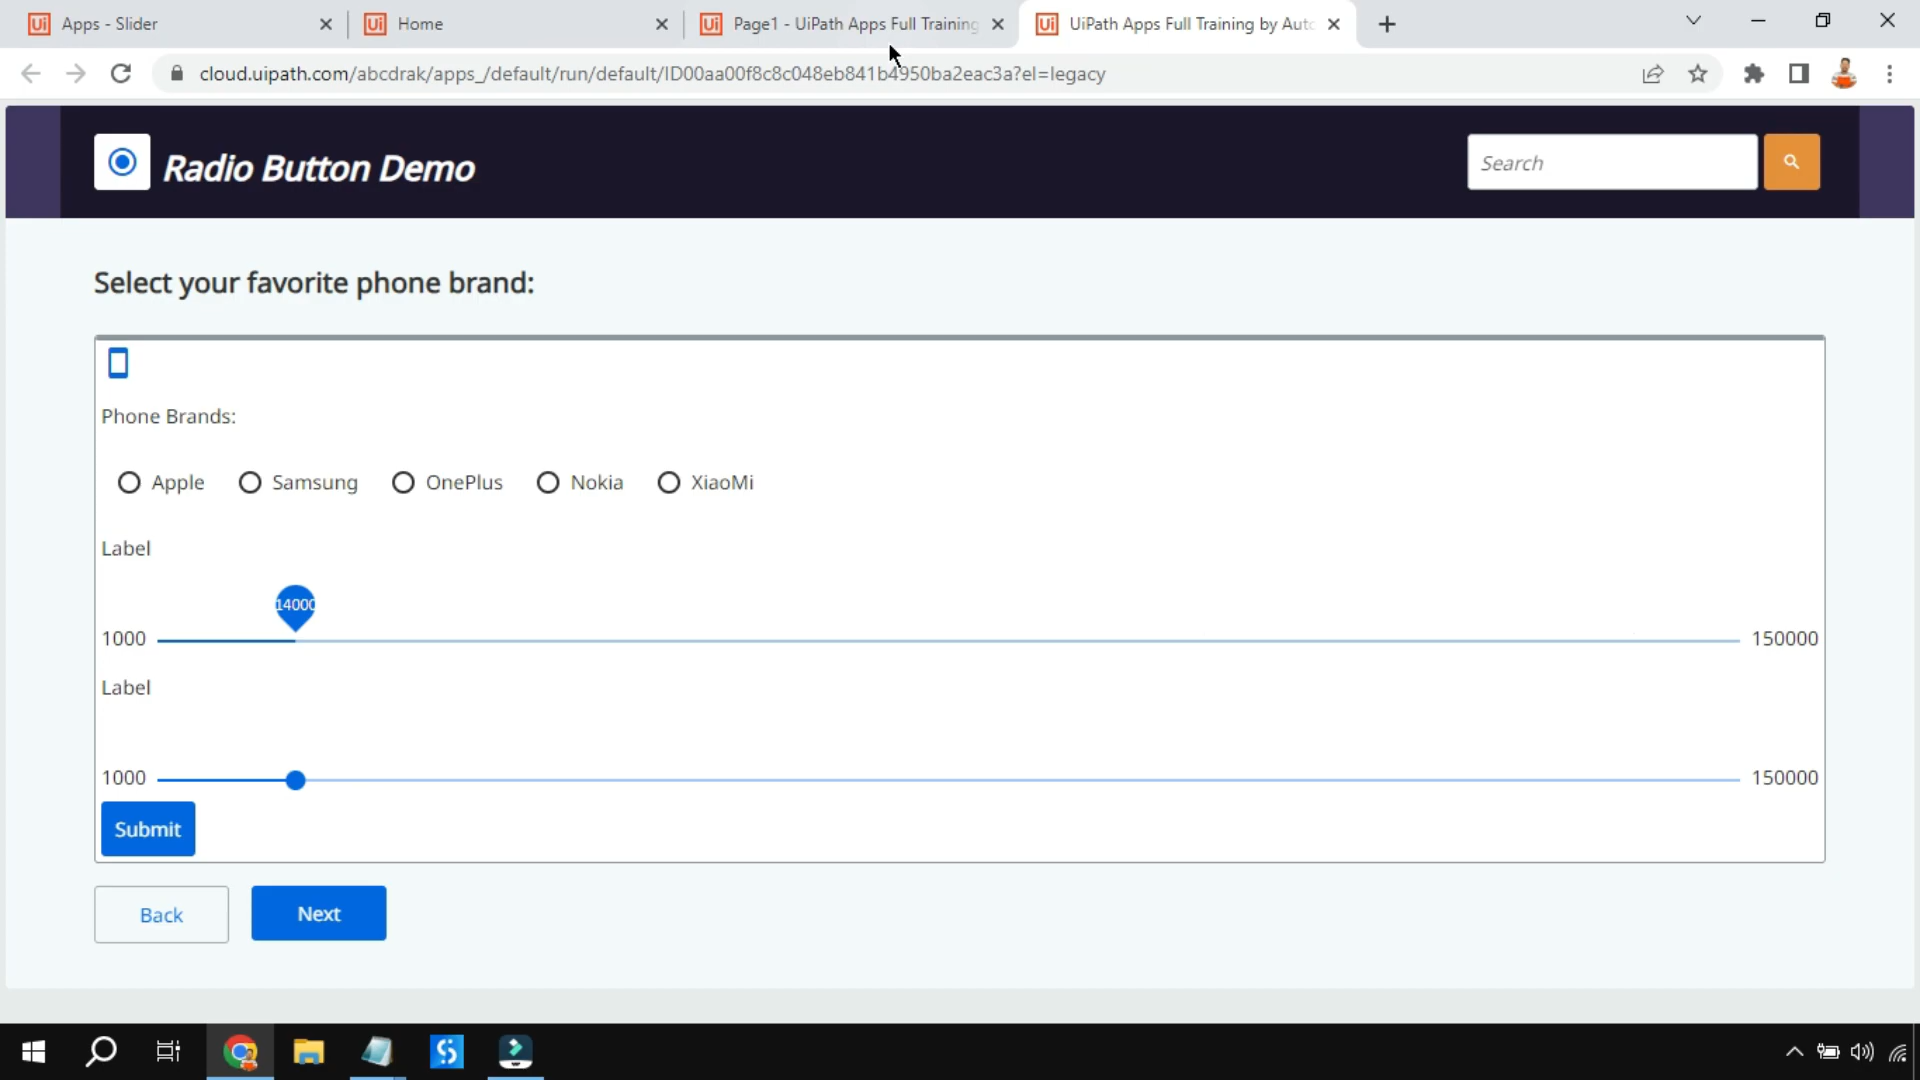 Apps - Slider
Home
Page1 - UiPath Apps Full Training
UiPath Apps Full Training by Auto
cloud.uipath.com/abcdrak/apps_/default/run/default/ID00aa00f8c8c048eb841b4950ba2eac3a?el=legacy
Radio Button Demo
Search
Select your favorite phone brand:
Phone Brands:
Apple Samsung OnePlus Nokia XiaoMi
Label
14000
1000 150000
Label
1000 150000
Submit
Back Next